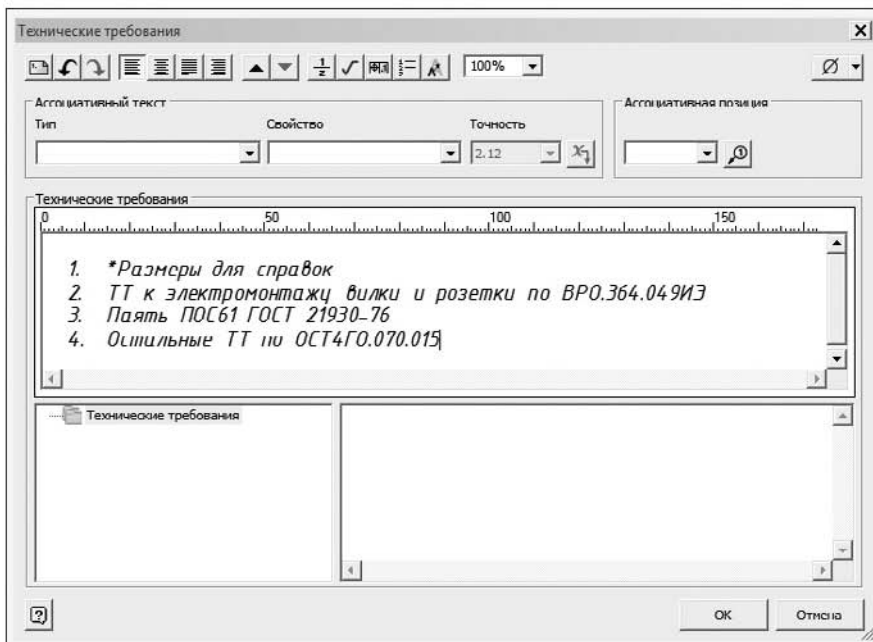 Технические требования
100%
Ассоциативный текст
Ассоциативная позиция
Тип
Свойство
Точность
2.12
Технические требования
0 50 100 150
1. *Размеры для справок
2. ТТ к электромонтажу вилки и розетки по ВРО.364.049ИЭ
3. Паять ПОС61 ГОСТ 21930-76
4. Остальные ТТ по ОСТ4ГО.070.015
Технические требования
OK
Отмена